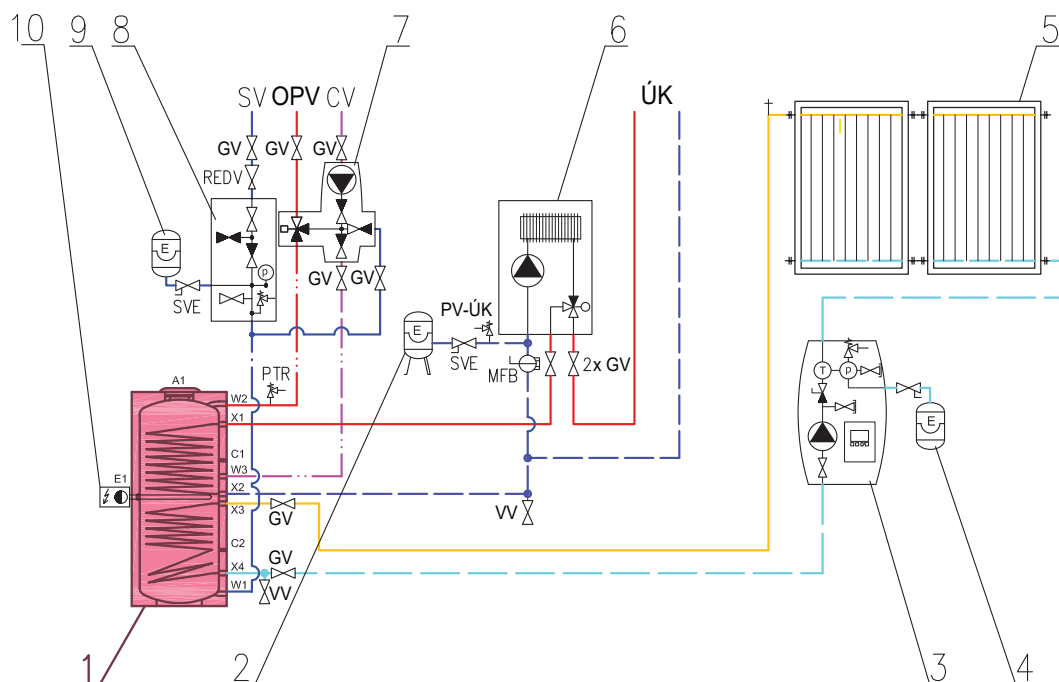 10 9 8 7 6 5
SV OPV CV ÚK
GV GV GV
REDV
E
p
SVE
GV GV
PV-ÚK
E
SVE
MFB
2x GV
T p
E
PTR
A1
W2
X1
C1
W3
E1
X2
X3
GV
C2
GV
X4
W1
VV
VV
1 2 3 4